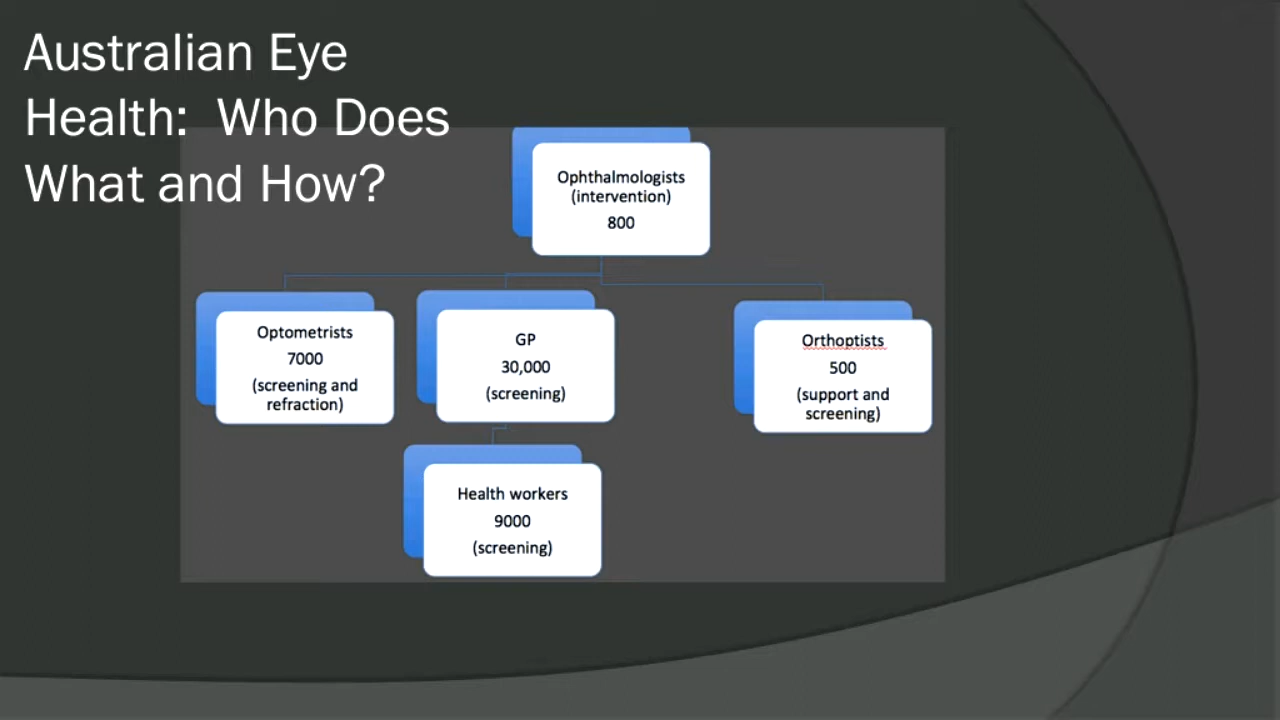 Australian Eye
Health:  Who Does
What and How?
Ophthalmologists
(intervention)
800
Optometrists
7000
(screening and
refraction)
GP
30,000
(screening)
Orthoptists
500
(support and
screening)
Health workers
9000
(screening)